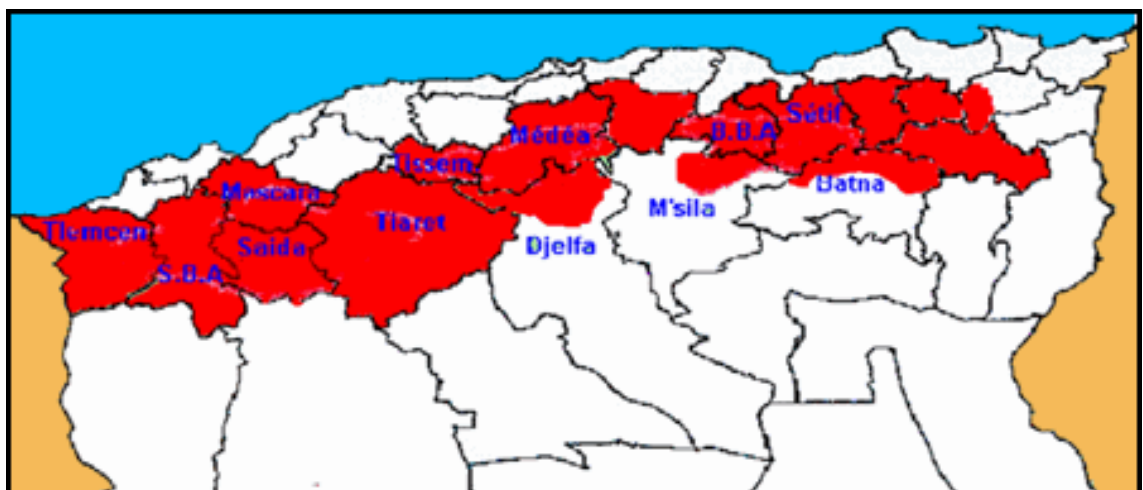 Médéa
B.B.A
Sétif
Tissem
Mascara
Batna
Tlemcen
Saida
Tiaret
M'sila
Djelfa
S.B.A